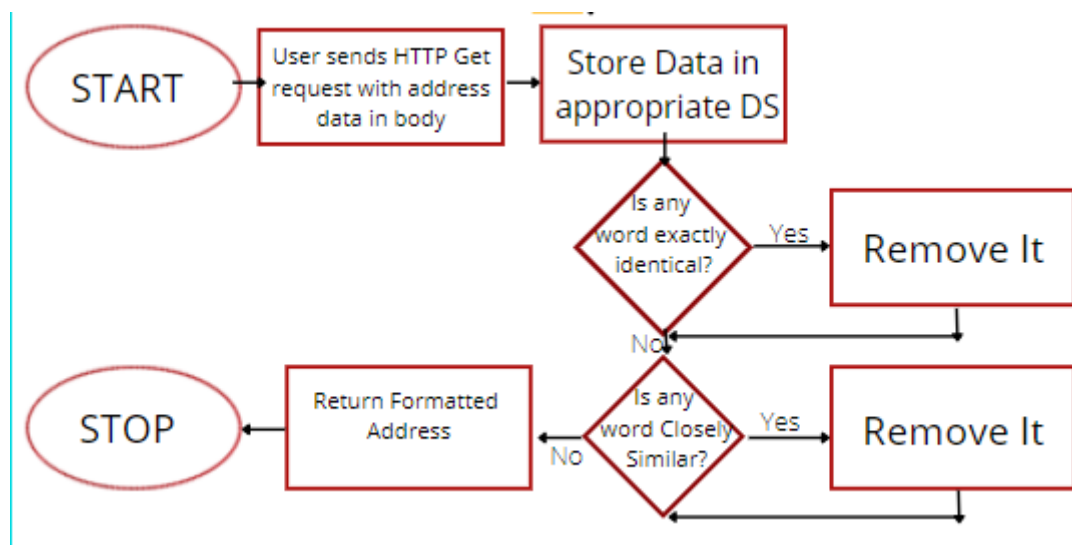 START
User sends HTTP Get
request with address
data in body
Store Data in
appropriate DS
Is any
word exactly
identical?
Yes
Remove It
No
Is any
word Closely
Similar?
Yes
Remove It
No
Return Formatted
Address
STOP